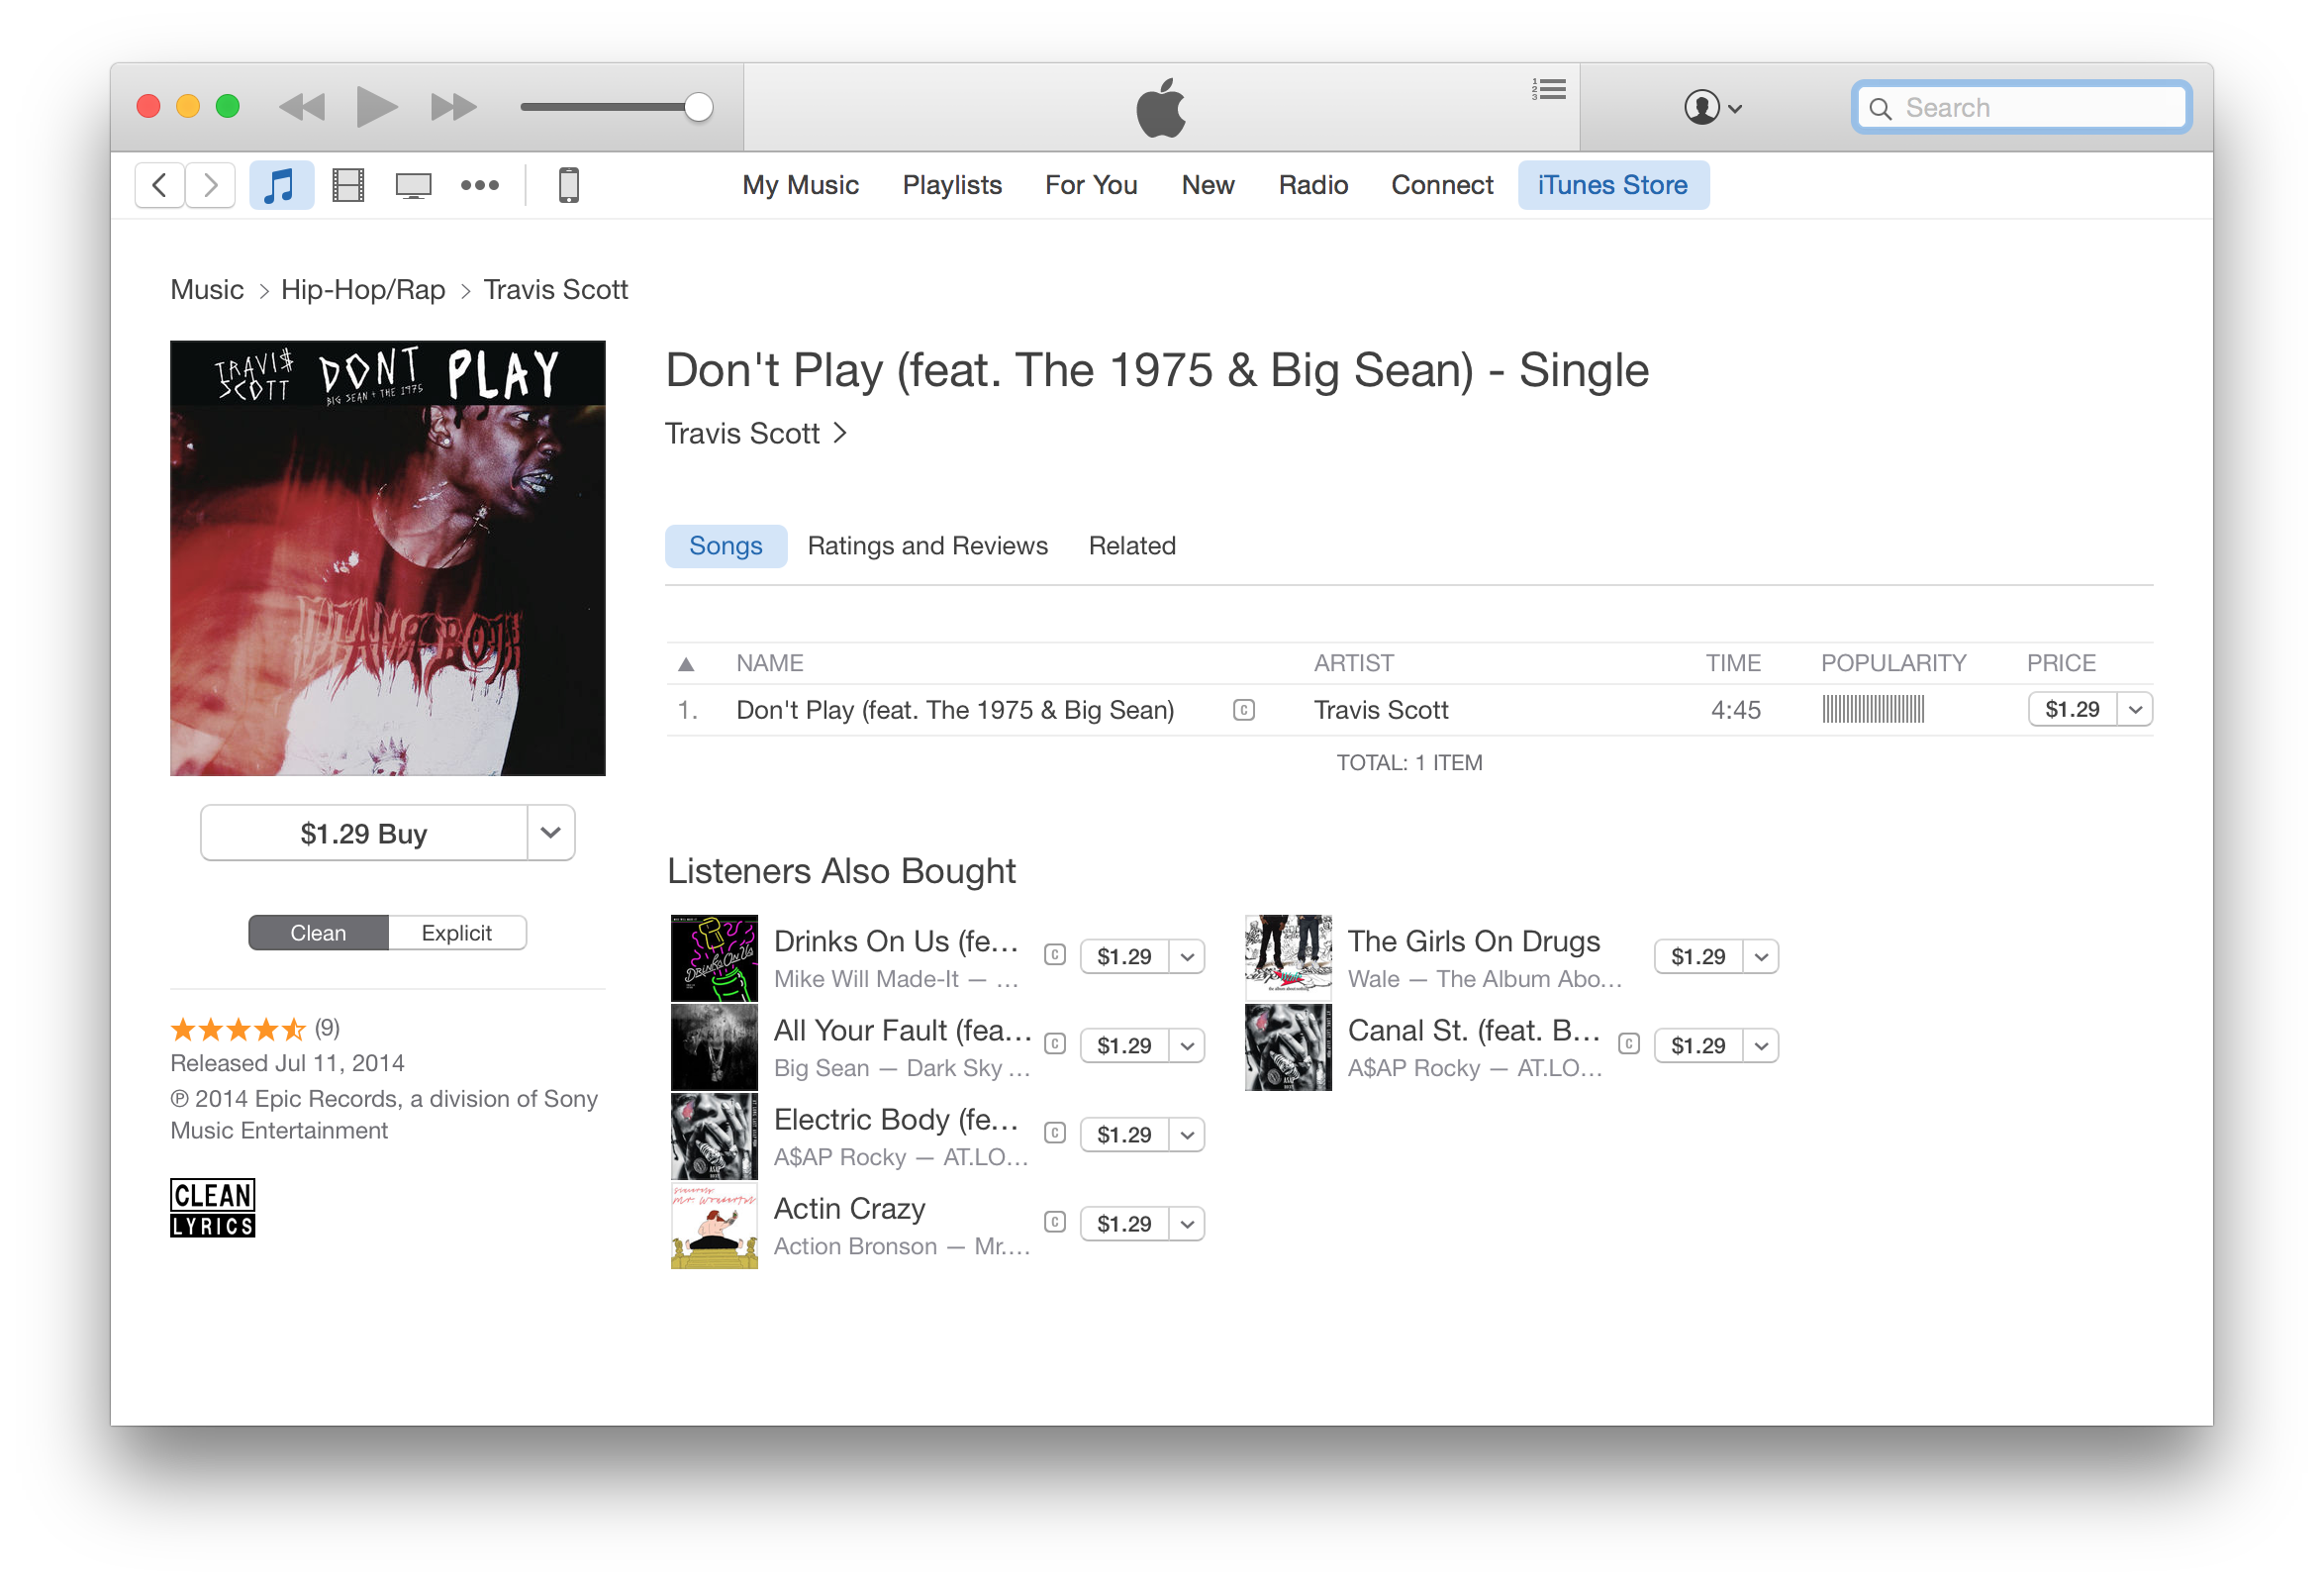 Search
My Music Playlists For You New Radio Connect iTunes Store
Music > Hip-Hop/Rap > Travis Scott
TRAVI$ SCOTT DONT PLAY
BIG SEAN + THE 1975
$1.29 Buy
Clean Explicit
(9)
Released Jul 11, 2014
℗ 2014 Epic Records, a division of Sony
Music Entertainment
CLEAN
LYRICS
Don't Play (feat. The 1975 & Big Sean) - Single
Travis Scott >
Songs Ratings and Reviews Related
▲ NAME ARTIST TIME POPULARITY PRICE
1. Don't Play (feat. The 1975 & Big Sean) C Travis Scott 4:45 $1.29
TOTAL: 1 ITEM
Listeners Also Bought
DRINKS ON US
Drinks On Us (fe... C $1.29
Mike Will Made-It — ...
All Your Fault (fea... C $1.29
Big Sean — Dark Sky ...
Electric Body (fe... C $1.29
A$AP Rocky — AT.LO...
Actin Crazy C $1.29
Action Bronson — Mr....
The Girls On Drugs $1.29
Wale — The Album Abo...
Canal St. (feat. B... C $1.29
A$AP Rocky — AT.LO...